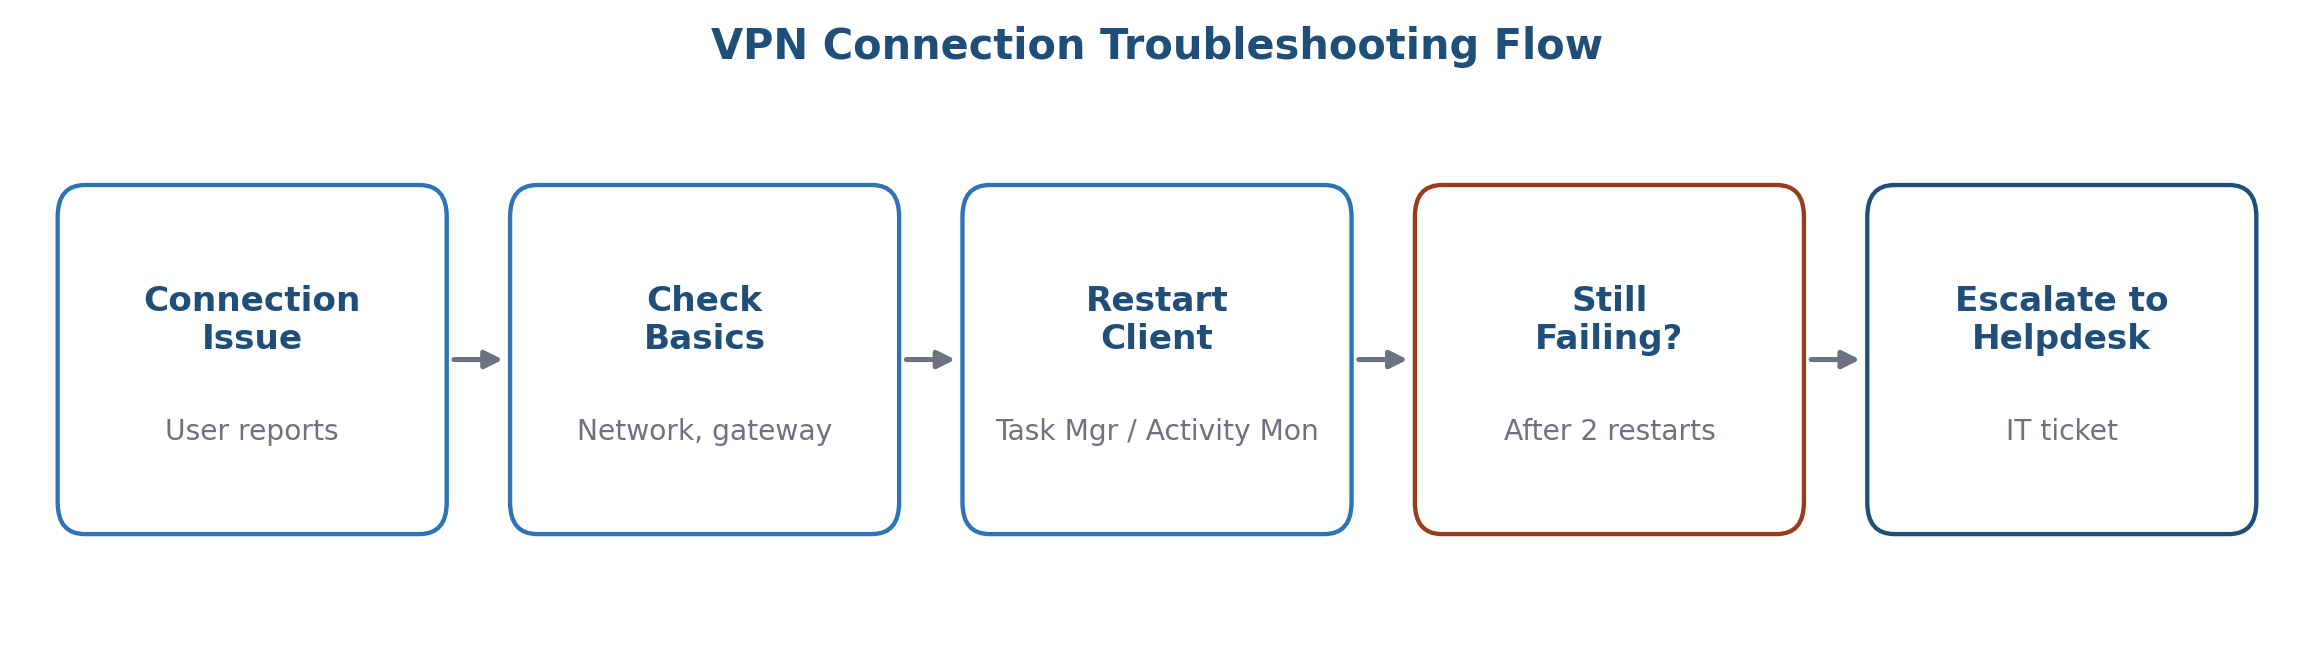 VPN Connection Troubleshooting Flow
Connection
Issue
User reports
Check
Basics
Network, gateway
Restart
Client
Task Mgr / Activity Mon
Still
Failing?
After 2 restarts
Escalate to
Helpdesk
IT ticket